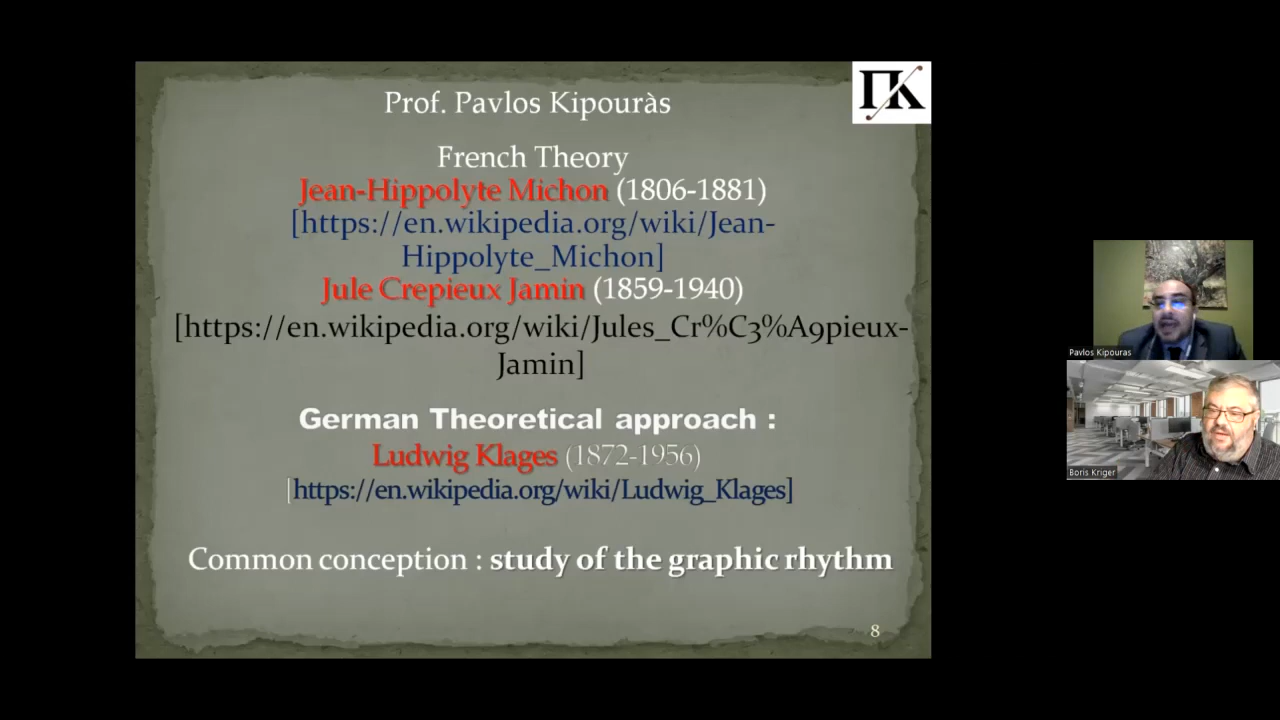 Prof. Pavlos Kipouràs
ΠΚ
French Theory
Jean-Hippolyte Michon (1806-1881)
[https://en.wikipedia.org/wiki/Jean-
Hippolyte_Michon]
Jule Crepieux Jamin (1859-1940)
[https://en.wikipedia.org/wiki/Jules_Cr%C3%A9pieux-
Jamin]
German Theoretical approach :
Ludwig Klages (1872-1956)
[https://en.wikipedia.org/wiki/Ludwig_Klages]
Common conception : study of the graphic rhythm
8
Pavlos Kipouras
Boris Kriger